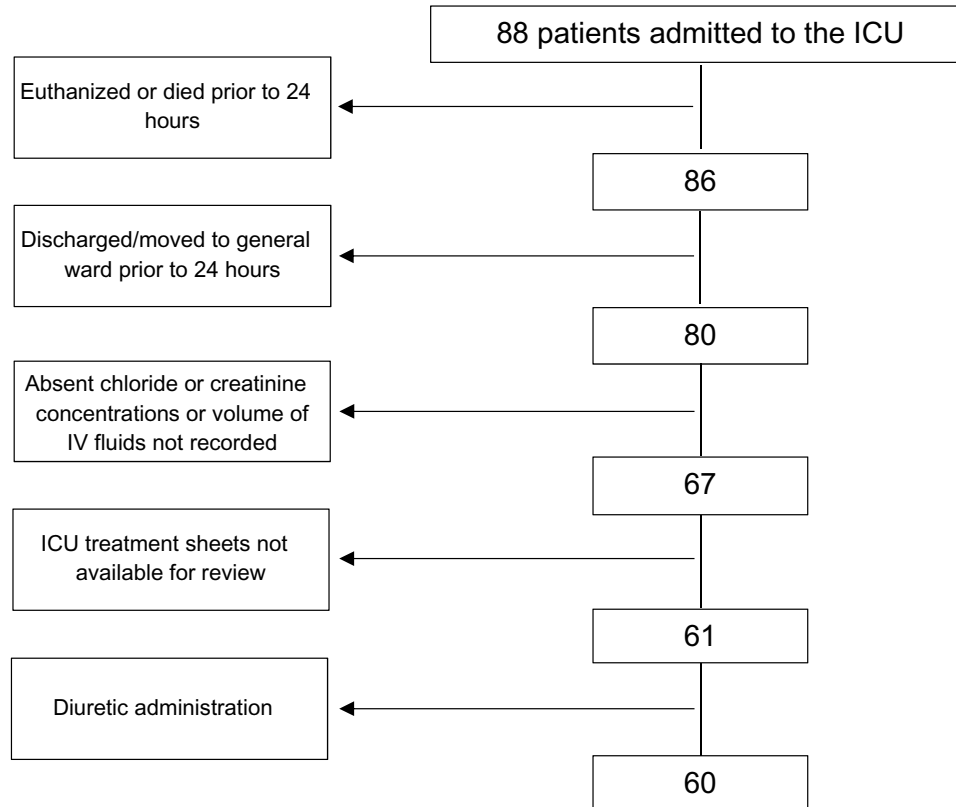 88 patients admitted to the ICU
Euthanized or died prior to 24
hours
86
Discharged/moved to general
ward prior to 24 hours
80
Absent chloride or creatinine
concentrations or volume of
IV fluids not recorded
67
ICU treatment sheets not
available for review
61
Diuretic administration
60